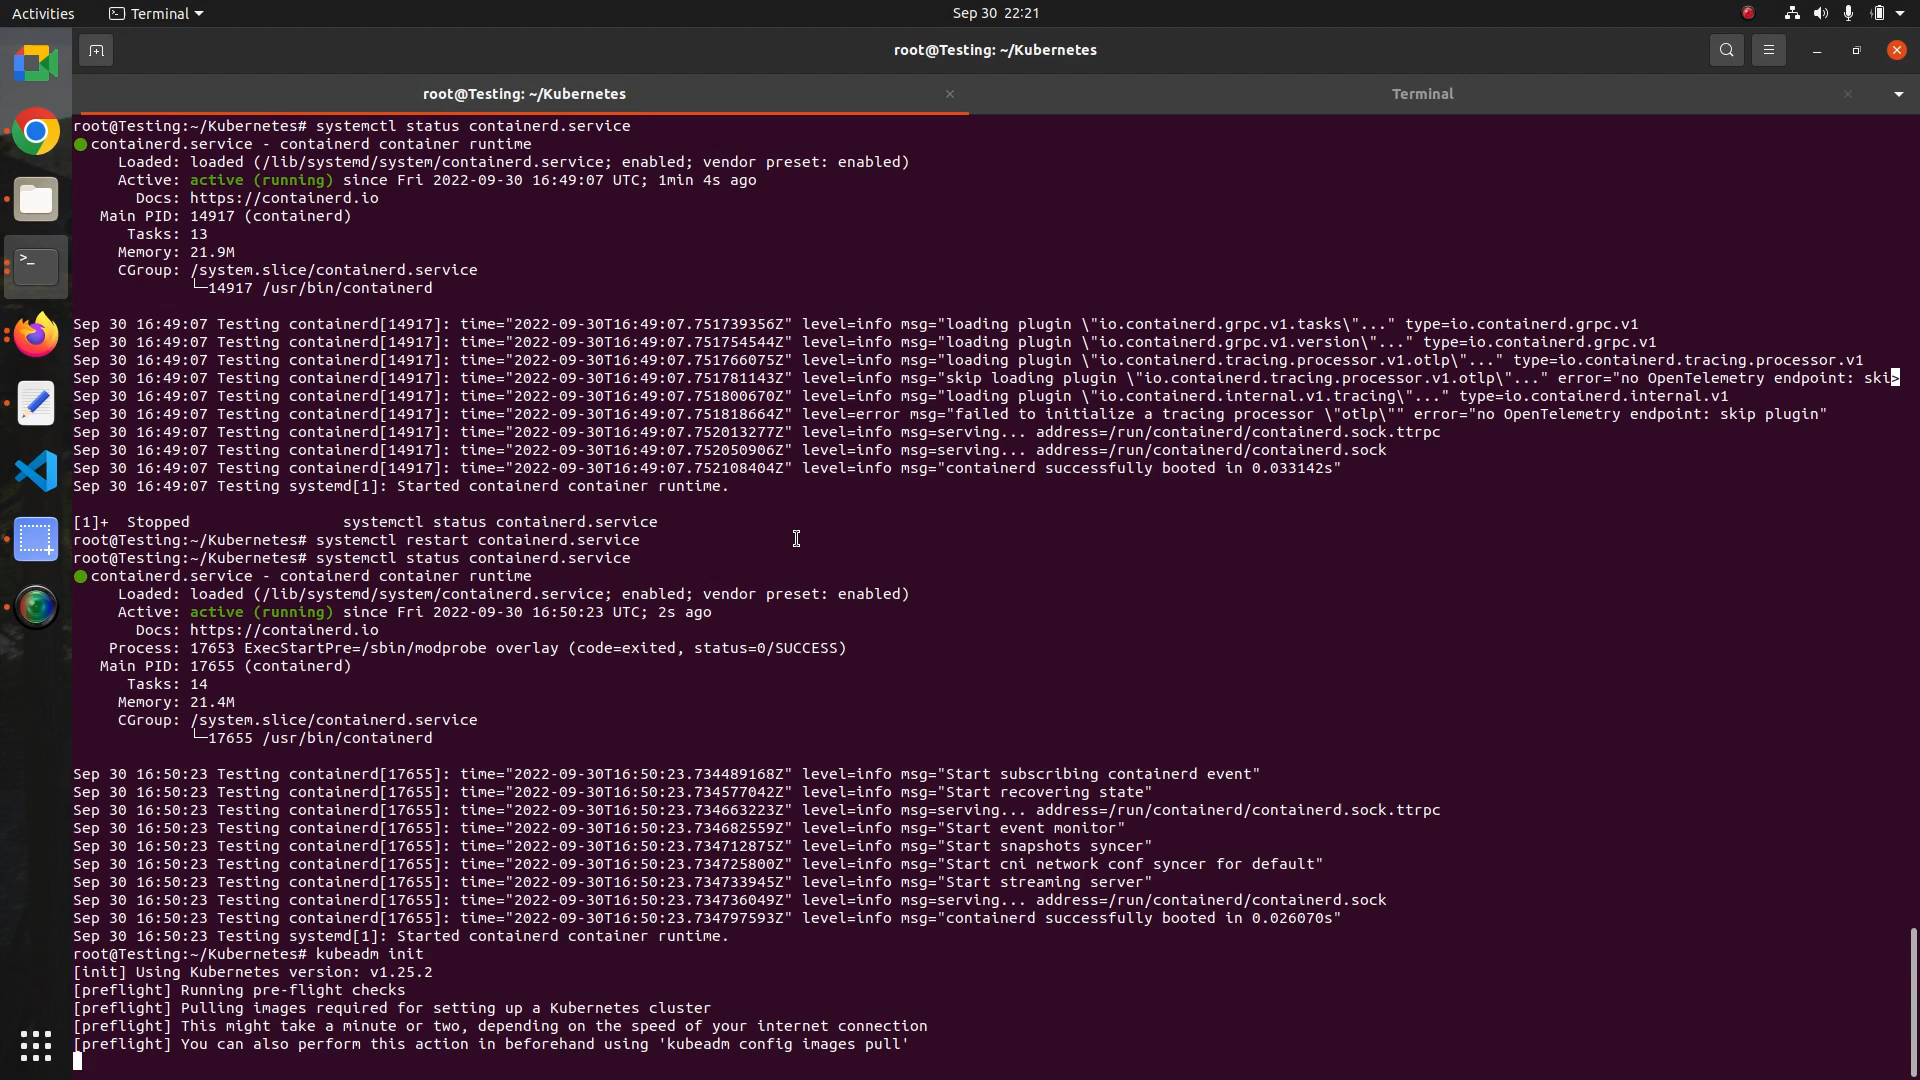 Activities
Terminal
Sep 30 22:21
root@Testing: ~/Kubernetes
root@Testing: ~/Kubernetes
Terminal
root@Testing:~/Kubernetes# systemctl status containerd.service
containerd.service - containerd container runtime
Loaded: loaded (/lib/systemd/system/containerd.service; enabled; vendor preset: enabled)
Active: active (running) since Fri 2022-09-30 16:49:07 UTC; 1min 4s ago
Docs: https://containerd.io
Main PID: 14917 (containerd)
Tasks: 13
Memory: 21.9M
CGroup: /system.slice/containerd.service
└─14917 /usr/bin/containerd
Sep 30 16:49:07 Testing containerd[14917]: time="2022-09-30T16:49:07.751739356Z" level=info msg="loading plugin \"io.containerd.grpc.v1.tasks\"..." type=io.containerd.grpc.v1
Sep 30 16:49:07 Testing containerd[14917]: time="2022-09-30T16:49:07.751754544Z" level=info msg="loading plugin \"io.containerd.grpc.v1.version\"..." type=io.containerd.grpc.v1
Sep 30 16:49:07 Testing containerd[14917]: time="2022-09-30T16:49:07.751766075Z" level=info msg="loading plugin \"io.containerd.tracing.processor.v1.otlp\"..." type=io.containerd.tracing.processor.v1
Sep 30 16:49:07 Testing containerd[14917]: time="2022-09-30T16:49:07.751781143Z" level=info msg="skip loading plugin \"io.containerd.tracing.processor.v1.otlp\"..." error="no OpenTelemetry endpoint: ski>
Sep 30 16:49:07 Testing containerd[14917]: time="2022-09-30T16:49:07.751800670Z" level=info msg="loading plugin \"io.containerd.internal.v1.tracing\"..." type=io.containerd.internal.v1
Sep 30 16:49:07 Testing containerd[14917]: time="2022-09-30T16:49:07.751818664Z" level=error msg="failed to initialize a tracing processor \"otlp\"" error="no OpenTelemetry endpoint: skip plugin"
Sep 30 16:49:07 Testing containerd[14917]: time="2022-09-30T16:49:07.752013277Z" level=info msg=serving... address=/run/containerd/containerd.sock.ttrpc
Sep 30 16:49:07 Testing containerd[14917]: time="2022-09-30T16:49:07.752050906Z" level=info msg=serving... address=/run/containerd/containerd.sock
Sep 30 16:49:07 Testing containerd[14917]: time="2022-09-30T16:49:07.752108404Z" level=info msg="containerd successfully booted in 0.033142s"
Sep 30 16:49:07 Testing systemd[1]: Started containerd container runtime.
[1]+  Stopped                 systemctl status containerd.service
root@Testing:~/Kubernetes# systemctl restart containerd.service
root@Testing:~/Kubernetes# systemctl status containerd.service
containerd.service - containerd container runtime
Loaded: loaded (/lib/systemd/system/containerd.service; enabled; vendor preset: enabled)
Active: active (running) since Fri 2022-09-30 16:50:23 UTC; 2s ago
Docs: https://containerd.io
Process: 17653 ExecStartPre=/sbin/modprobe overlay (code=exited, status=0/SUCCESS)
Main PID: 17655 (containerd)
Tasks: 14
Memory: 21.4M
CGroup: /system.slice/containerd.service
└─17655 /usr/bin/containerd
Sep 30 16:50:23 Testing containerd[17655]: time="2022-09-30T16:50:23.734489168Z" level=info msg="Start subscribing containerd event"
Sep 30 16:50:23 Testing containerd[17655]: time="2022-09-30T16:50:23.734577042Z" level=info msg="Start recovering state"
Sep 30 16:50:23 Testing containerd[17655]: time="2022-09-30T16:50:23.734663223Z" level=info msg=serving... address=/run/containerd/containerd.sock.ttrpc
Sep 30 16:50:23 Testing containerd[17655]: time="2022-09-30T16:50:23.734682559Z" level=info msg="Start event monitor"
Sep 30 16:50:23 Testing containerd[17655]: time="2022-09-30T16:50:23.734712875Z" level=info msg="Start snapshots syncer"
Sep 30 16:50:23 Testing containerd[17655]: time="2022-09-30T16:50:23.734725800Z" level=info msg="Start cni network conf syncer for default"
Sep 30 16:50:23 Testing containerd[17655]: time="2022-09-30T16:50:23.734733945Z" level=info msg="Start streaming server"
Sep 30 16:50:23 Testing containerd[17655]: time="2022-09-30T16:50:23.734736049Z" level=info msg=serving... address=/run/containerd/containerd.sock
Sep 30 16:50:23 Testing containerd[17655]: time="2022-09-30T16:50:23.734797593Z" level=info msg="containerd successfully booted in 0.026070s"
Sep 30 16:50:23 Testing systemd[1]: Started containerd container runtime.
root@Testing:~/Kubernetes# kubeadm init
[init] Using Kubernetes version: v1.25.2
[preflight] Running pre-flight checks
[preflight] Pulling images required for setting up a Kubernetes cluster
[preflight] This might take a minute or two, depending on the speed of your internet connection
[preflight] You can also perform this action in beforehand using 'kubeadm config images pull'